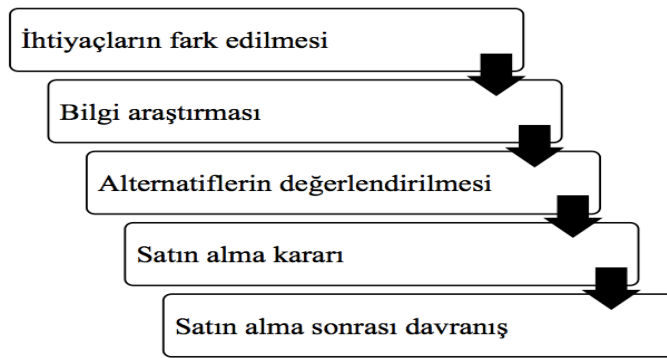 İhtiyaçların fark edilmesi
Bilgi araştırması
Alternatiflerin değerlendirilmesi
Satın alma kararı
Satın alma sonrası davranış